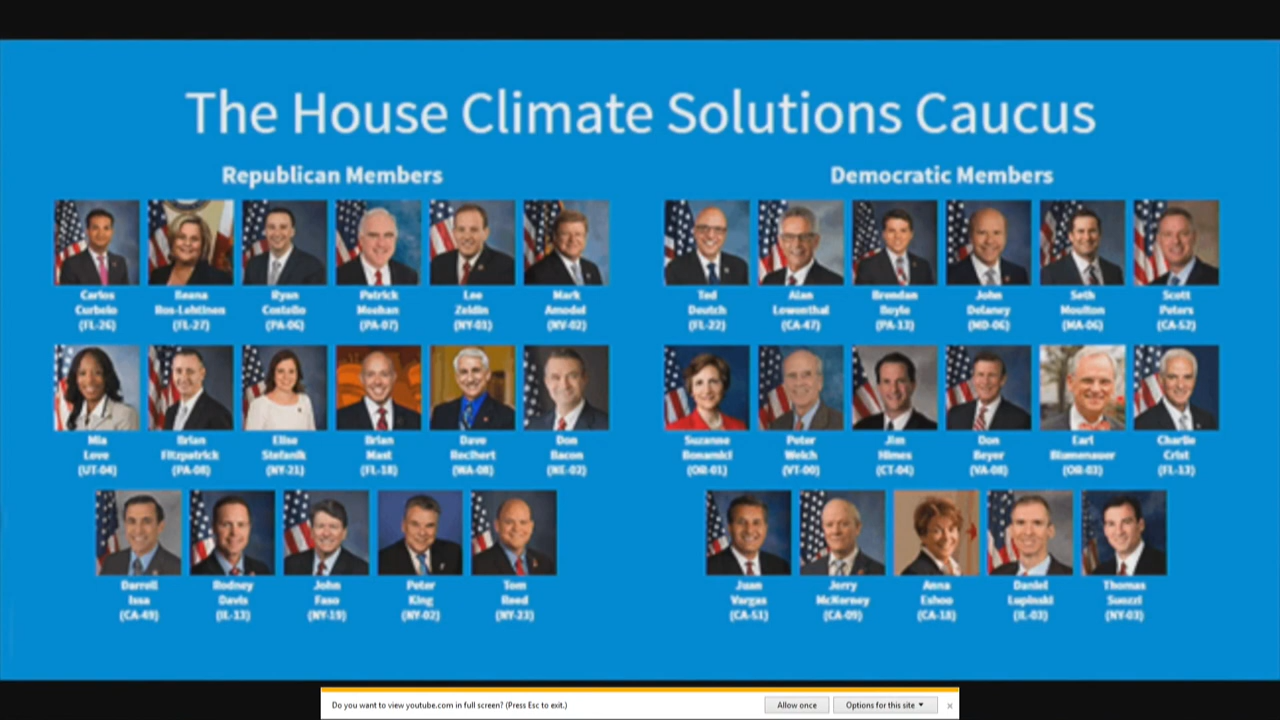 The House Climate Solutions Caucus
Republican Members
Democratic Members
Carlos
Curbelo
(FL-26)
Ileana
Ros-Lehtinen
(FL-27)
Ryan
Costello
(PA-06)
Patrick
Meehan
(PA-07)
Lee
Zeldin
(NY-01)
Mark
Amodei
(NV-02)
Ted
Deutch
(FL-22)
Alan
Lowenthal
(CA-47)
Brendan
Boyle
(PA-13)
John
Delaney
(MD-06)
Seth
Moulton
(MA-06)
Scott
Peters
(CA-52)
Mia
Love
(UT-04)
Brian
Fitzpatrick
(PA-08)
Elise
Stefanik
(NY-21)
Brian
Mast
(FL-18)
Dave
(WA-08)
Don
Bacon
(NE-02)
Suzanne
Bonamici
(OR-01)
Peter
Welch
(VT-00)
Jim
Himes
(CT-04)
Don
Beyer
(VA-08)
Earl
Blumenauer
(OR-03)
Charlie
Crist
(FL-13)
Darrell
Issa
(CA-49)
Rodney
Davis
(IL-13)
John
Faso
(NY-19)
Peter
King
(NY-02)
Tom
Reed
(NY-23)
Juan
Vargas
(CA-51)
Jerry
McNerney
(CA-09)
Anna
Eshoo
(CA-18)
Daniel
Lupinski
(IL-03)
Thomas
Suozzi
(NY-03)
Do you want to view youtube.com in full screen? (Press Esc to exit.)
Allow once
Options for this site